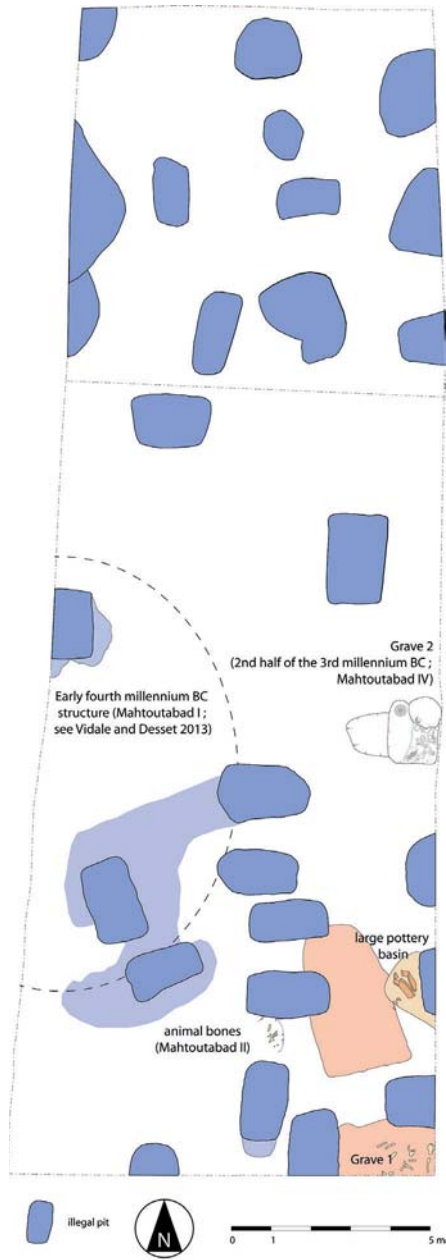 Grave 2
(2nd half of the 3rd millennium BC ;
Mahtoutabad IV)
Early fourth millennium BC
structure (Mahtoutabad I ;
see Vidale and Desset 2013)
large pottery
basin
animal bones
(Mahtoutabad II)
Grave 1
illegal pit
N
0 1 5 m